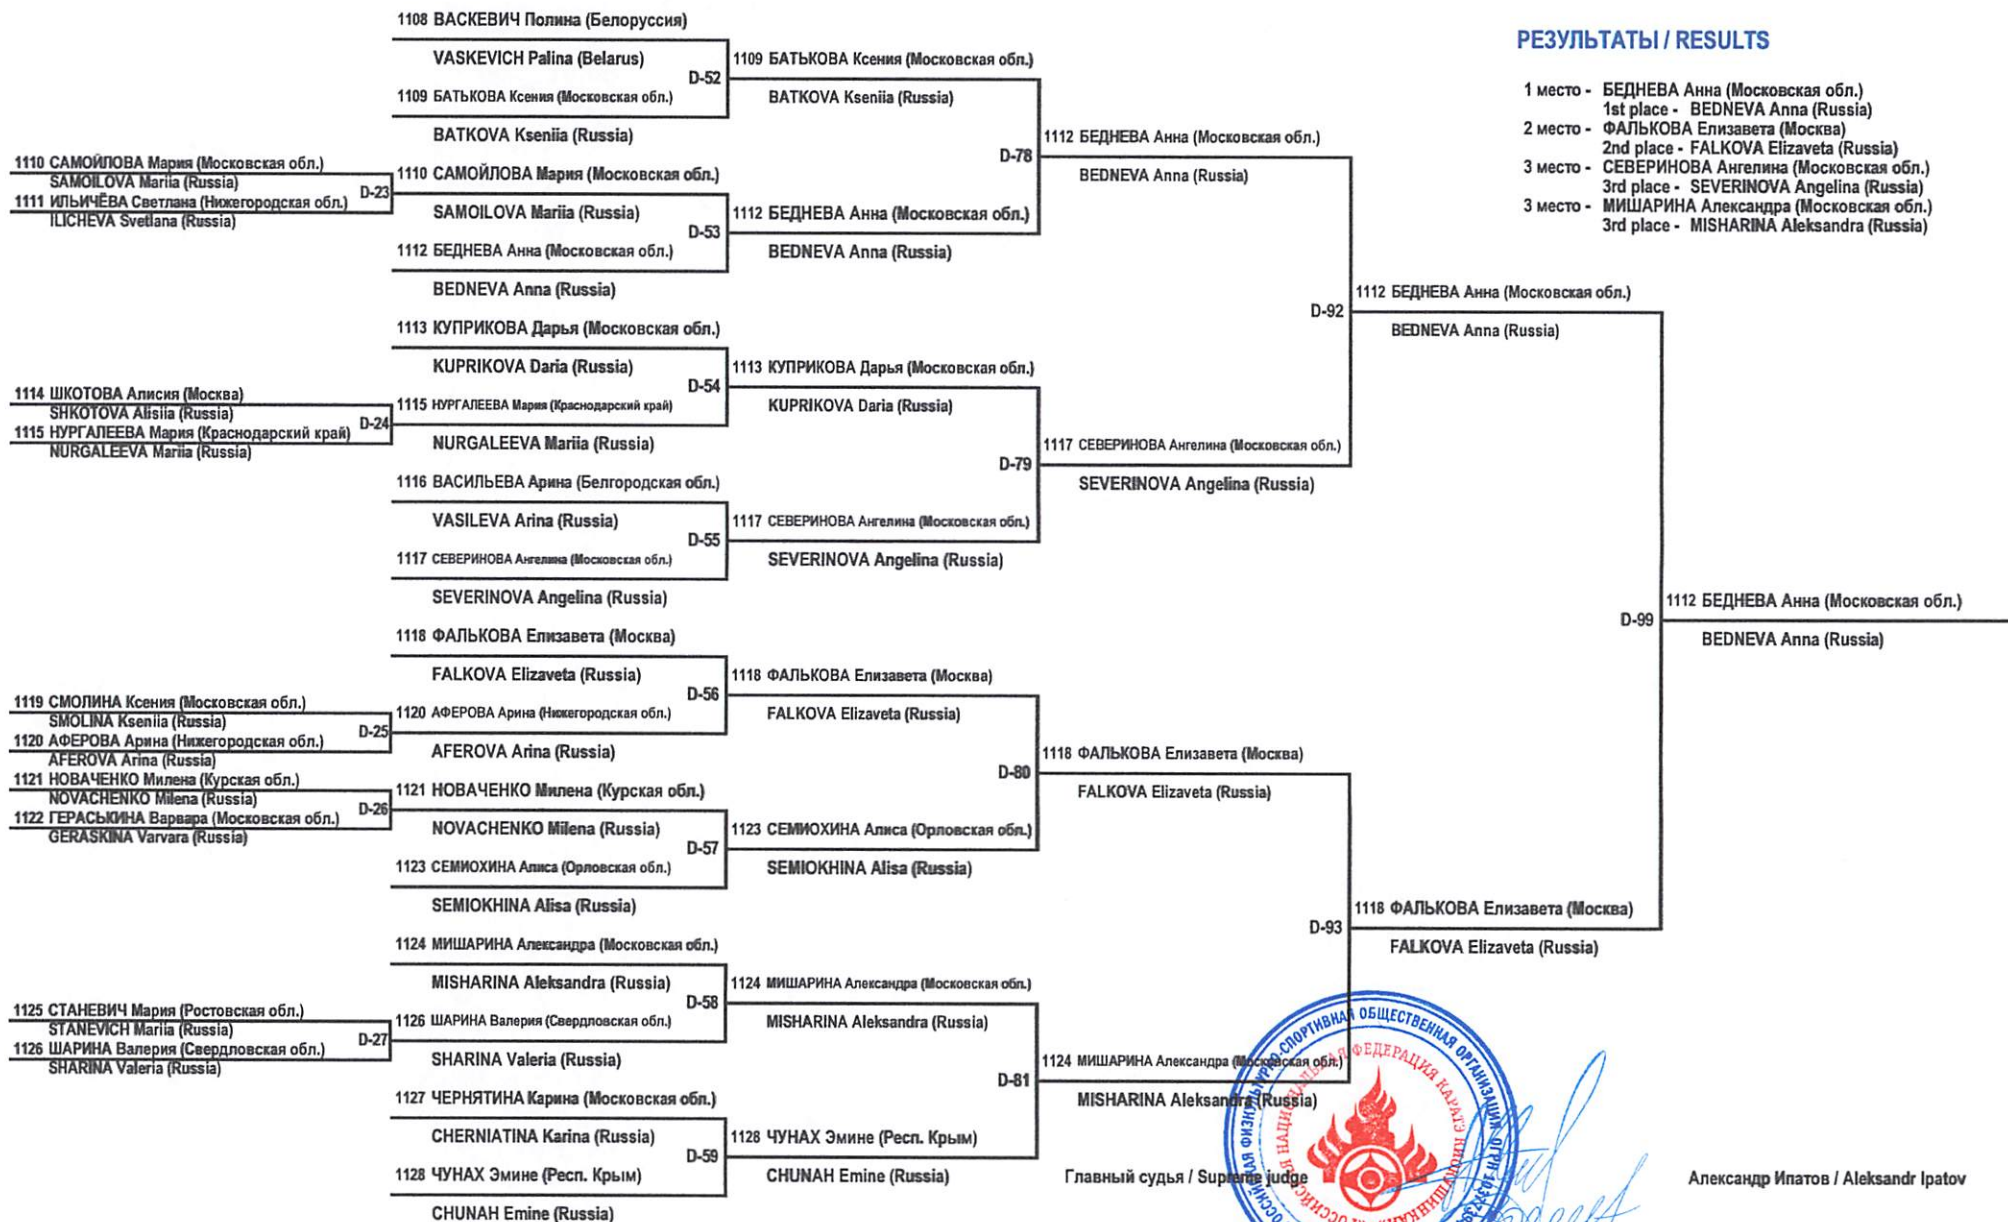 РЕЗУЛЬТАТЫ / RESULTS
1 место - БЕДНЕВА Анна (Московская обл.)
1st place - BEDNEVA Anna (Russia)
2 место - ФАЛЬКОВА Елизавета (Москва)
2nd place - FALKOVA Elizaveta (Russia)
3 место - СЕВЕРИНОВА Ангелина (Московская обл.)
3rd place - SEVERINOVA Angelina (Russia)
3 место - МИШАРИНА Александра (Московская обл.)
3rd place - MISHARINA Aleksandra (Russia)
1110 САМОЙЛОВА Мария (Московская обл.)
SAMOILOVA Mariia (Russia)
D-23
1111 ИЛЬИЧЁВА Светлана (Нижегородская обл.)
ILICHEVA Svetlana (Russia)
1114 ШКОТОВА Алисия (Москва)
SHKOTOVA Alisiia (Russia)
D-24
1115 НУРГАЛЕЕВА Мария (Краснодарский край)
NURGALEEVA Mariia (Russia)
1119 СМОЛИНА Ксения (Московская обл.)
SMOLINA Kseniia (Russia)
D-25
1120 АФЕРОВА Арина (Нижегородская обл.)
AFEROVA Arina (Russia)
1121 НОВАЧЕНКО Милена (Курская обл.)
NOVACHENKO Milena (Russia)
D-26
1122 ГЕРАСЬКИНА Варвара (Московская обл.)
GERASKINA Varvara (Russia)
1125 СТАНЕВИЧ Мария (Ростовская обл.)
STANEVICH Mariia (Russia)
D-27
1126 ШАРИНА Валерия (Свердловская обл.)
SHARINA Valeria (Russia)
1108 ВАСКЕВИЧ Полина (Белоруссия)
VASKEVICH Palina (Belarus)
D-52
1109 БАТЬКОВА Ксения (Московская обл.)
BATKOVA Kseniia (Russia)
1110 САМОЙЛОВА Мария (Московская обл.)
SAMOILOVA Mariia (Russia)
D-53
1112 БЕДНЕВА Анна (Московская обл.)
BEDNEVA Anna (Russia)
1113 КУПРИКОВА Дарья (Московская обл.)
KUPRIKOVA Daria (Russia)
D-54
1115 НУРГАЛЕЕВА Мария (Краснодарский край)
NURGALEEVA Mariia (Russia)
1116 ВАСИЛЬЕВА Арина (Белгородская обл.)
VASILEVA Arina (Russia)
D-55
1117 СЕВЕРИНОВА Ангелина (Московская обл.)
SEVERINOVA Angelina (Russia)
1118 ФАЛЬКОВА Елизавета (Москва)
FALKOVA Elizaveta (Russia)
D-56
1120 АФЕРОВА Арина (Нижегородская обл.)
AFEROVA Arina (Russia)
1121 НОВАЧЕНКО Милена (Курская обл.)
NOVACHENKO Milena (Russia)
D-57
1123 СЕМИОХИНА Алиса (Орловская обл.)
SEMIOKHINA Alisa (Russia)
1124 МИШАРИНА Александра (Московская обл.)
MISHARINA Aleksandra (Russia)
D-58
1126 ШАРИНА Валерия (Свердловская обл.)
SHARINA Valeria (Russia)
1127 ЧЕРНЯТИНА Карина (Московская обл.)
CHERNIATINA Karina (Russia)
D-59
1128 ЧУНАХ Эмине (Респ. Крым)
CHUNAH Emine (Russia)
1109 БАТЬКОВА Ксения (Московская обл.)
BATKOVA Kseniia (Russia)
D-78
1112 БЕДНЕВА Анна (Московская обл.)
BEDNEVA Anna (Russia)
1113 КУПРИКОВА Дарья (Московская обл.)
KUPRIKOVA Daria (Russia)
D-79
1117 СЕВЕРИНОВА Ангелина (Московская обл.)
SEVERINOVA Angelina (Russia)
1118 ФАЛЬКОВА Елизавета (Москва)
FALKOVA Elizaveta (Russia)
D-80
1123 СЕМИОХИНА Алиса (Орловская обл.)
SEMIOKHINA Alisa (Russia)
1124 МИШАРИНА Александра (Московская обл.)
MISHARINA Aleksandra (Russia)
D-81
1128 ЧУНАХ Эмине (Респ. Крым)
CHUNAH Emine (Russia)
1112 БЕДНЕВА Анна (Московская обл.)
BEDNEVA Anna (Russia)
D-92
1117 СЕВЕРИНОВА Ангелина (Московская обл.)
SEVERINOVA Angelina (Russia)
1118 ФАЛЬКОВА Елизавета (Москва)
FALKOVA Elizaveta (Russia)
D-93
1124 МИШАРИНА Александра (Московская обл.)
MISHARINA Aleksandra (Russia)
1112 БЕДНЕВА Анна (Московская обл.)
BEDNEVA Anna (Russia)
D-99
1118 ФАЛЬКОВА Елизавета (Москва)
FALKOVA Elizaveta (Russia)
1112 БЕДНЕВА Анна (Московская обл.)
BEDNEVA Anna (Russia)
ФИЗКУЛЬТУРНО-СПОРТИВНАЯ ОБЩЕСТВЕННАЯ ОРГАНИЗАЦИЯ ОГРН
НАЦИОНАЛЬНАЯ ФЕДЕРАЦИЯ КАРАТЭ
Главный судья / Supreme judge
Александр Ипатов / Aleksandr Ipatov